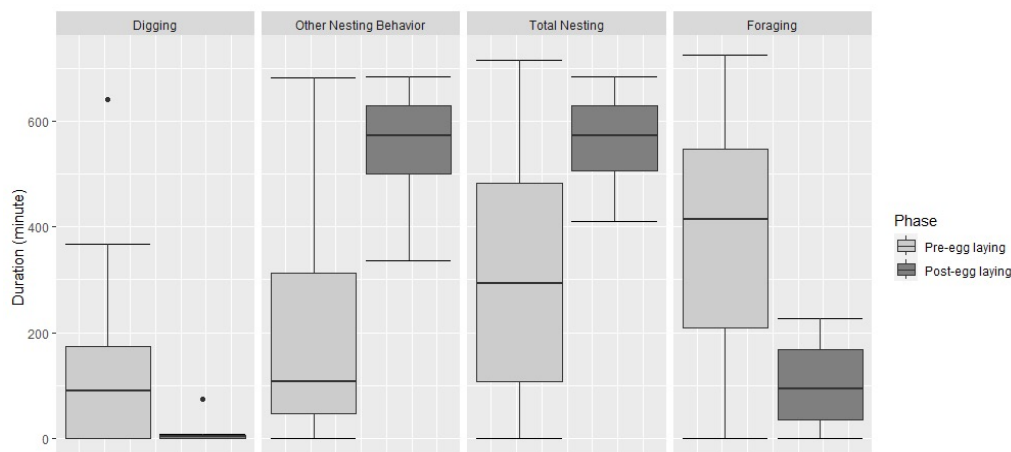 Digging
Other Nesting Behavior
Total Nesting
Foraging
Duration (minute)
600
400
200
0
Phase
Pre-egg laying
Post-egg laying